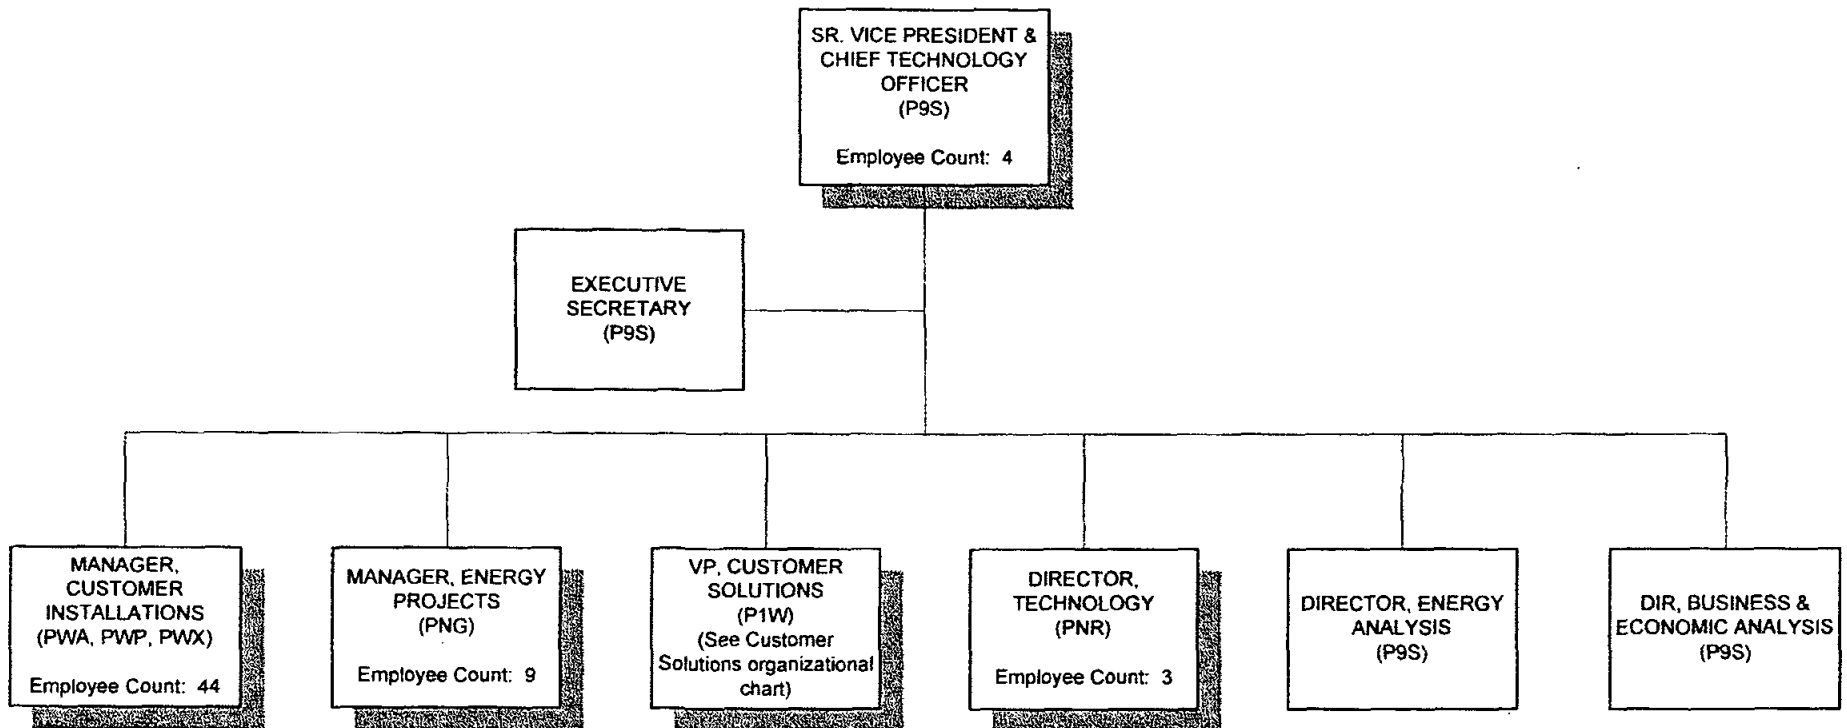 SR. VICE PRESIDENT &
CHIEF TECHNOLOGY
OFFICER
(P9S)
Employee Count: 4
EXECUTIVE
SECRETARY
(P9S)
MANAGER,
CUSTOMER
INSTALLATIONS
(PWA, PWP, PWX)
Employee Count: 44
MANAGER, ENERGY
PROJECTS
(PNG)
Employee Count: 9
VP, CUSTOMER
SOLUTIONS
(P1W)
(See Customer
Solutions organizational
chart)
DIRECTOR,
TECHNOLOGY
(PNR)
Employee Count: 3
DIRECTOR, ENERGY
ANALYSIS
(P9S)
DIR, BUSINESS &
ECONOMIC ANALYSIS
(P9S)